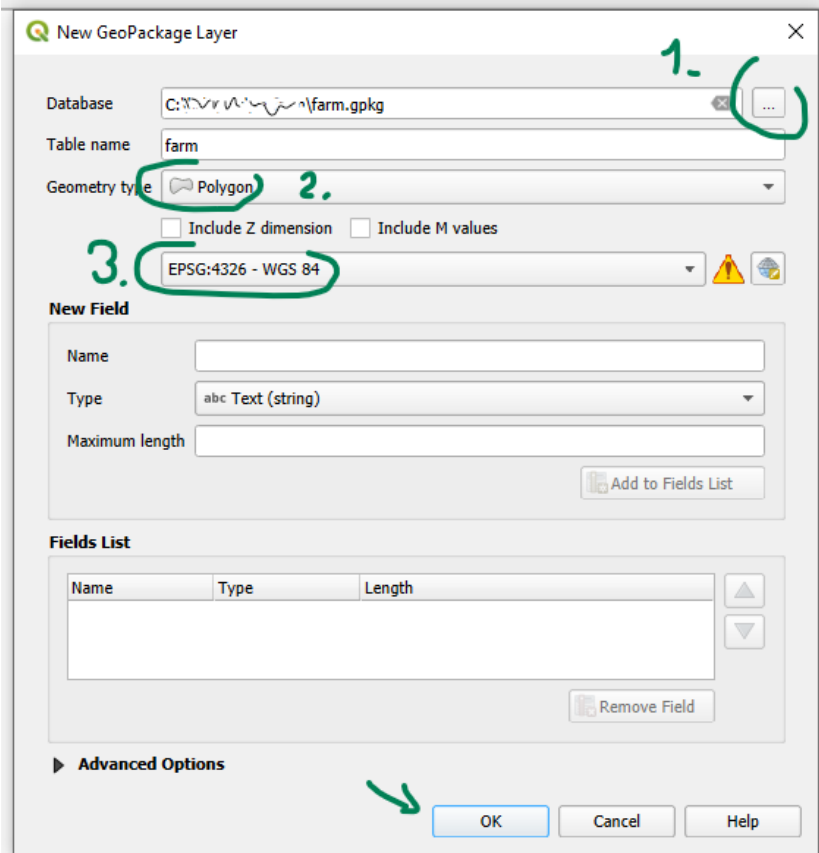 New GeoPackage Layer
1.
Database C:\farm.gpkg ...
Table name farm
Geometry type Polygon 2.
Include Z dimension Include M values
3. EPSG:4326 - WGS 84
New Field
Name
Type abc Text (string)
Maximum length
Add to Fields List
Fields List
Name Type Length
Remove Field
Advanced Options
OK Cancel Help